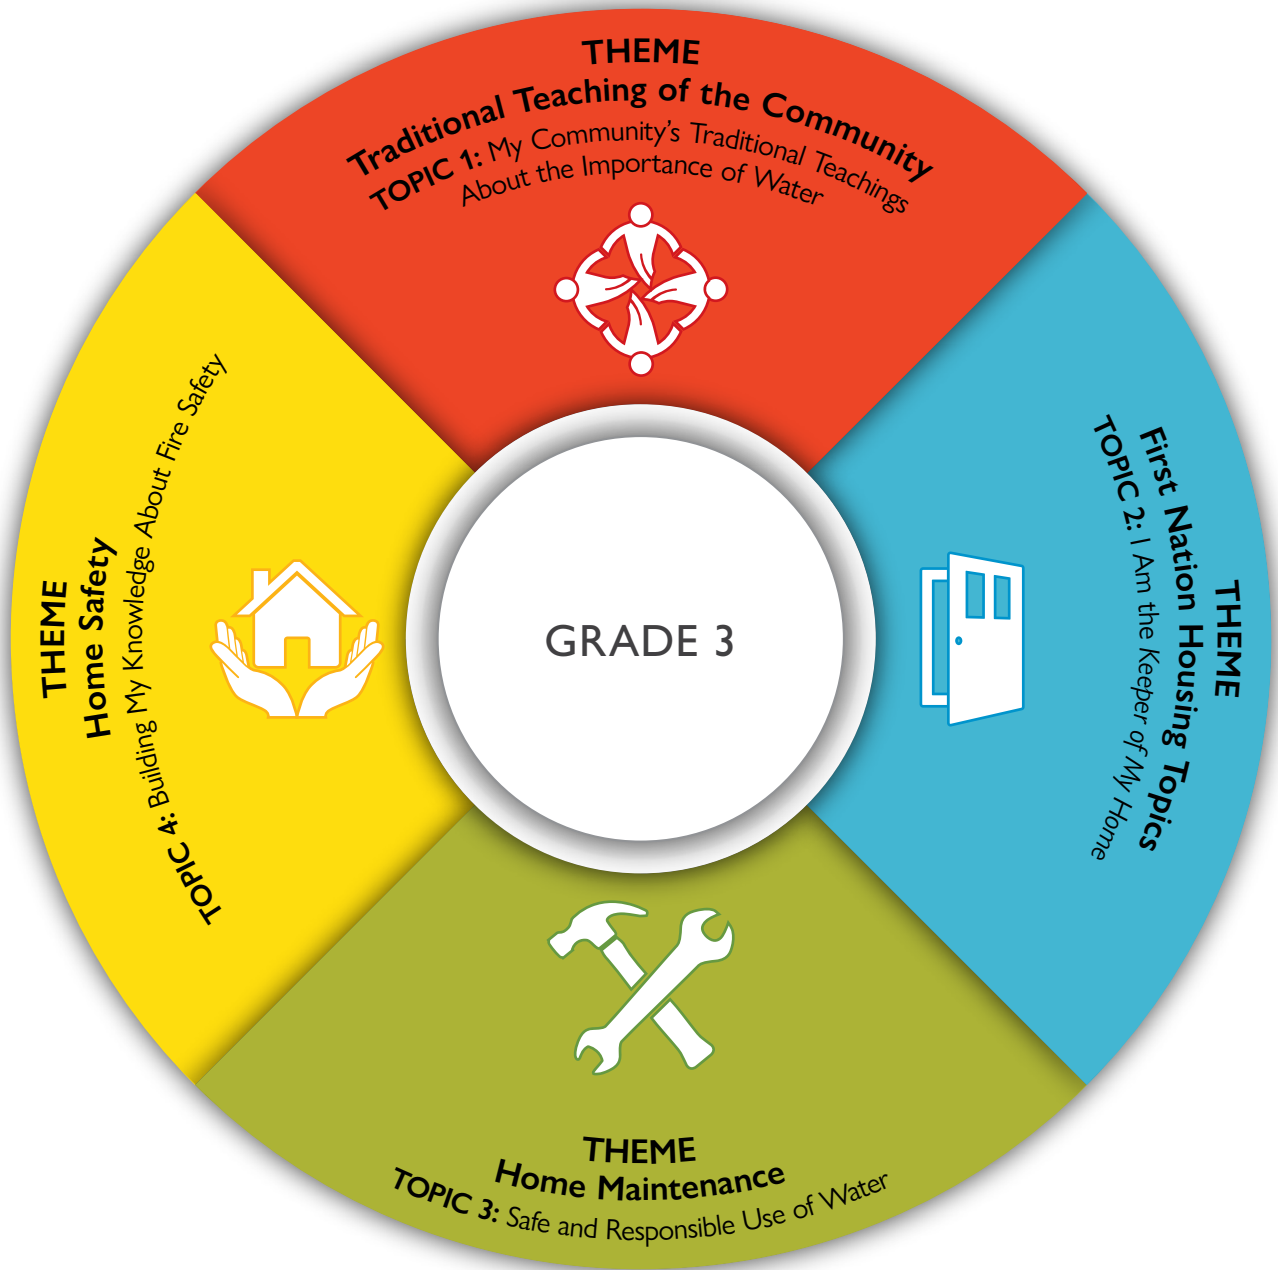 THEME
Traditional Teaching of the Community
TOPIC 1: My Community’s Traditional Teachings
About the Importance of Water
THEME
First Nation Housing Topics
TOPIC 2: I Am the Keeper of My Home
THEME
Home Maintenance
TOPIC 3: Safe and Responsible Use of Water
THEME
Home Safety
TOPIC 4: Building My Knowledge About Fire Safety
GRADE 3